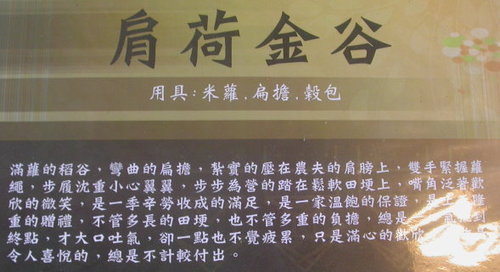 肩荷金谷
用具:米蘿,扁擔,穀包
滿蘿的稻谷，彎曲的扁擔，紮實的壓在農夫的肩膀上，雙手緊握蘿
繩，步履沈重小心翼翼，步步為營的踏在鬆軟田埂上，嘴角泛著歡
欣的微笑，是一季辛勞收成的滿足，是一家溫飽的保證，是
重的贈禮，不管多長的田埂，也不管多重的負擔，總是
終點，才大口吐氣，卻一點也不覺疲累，只是滿心的歡欣
令人喜悅的，總是不計較付出。